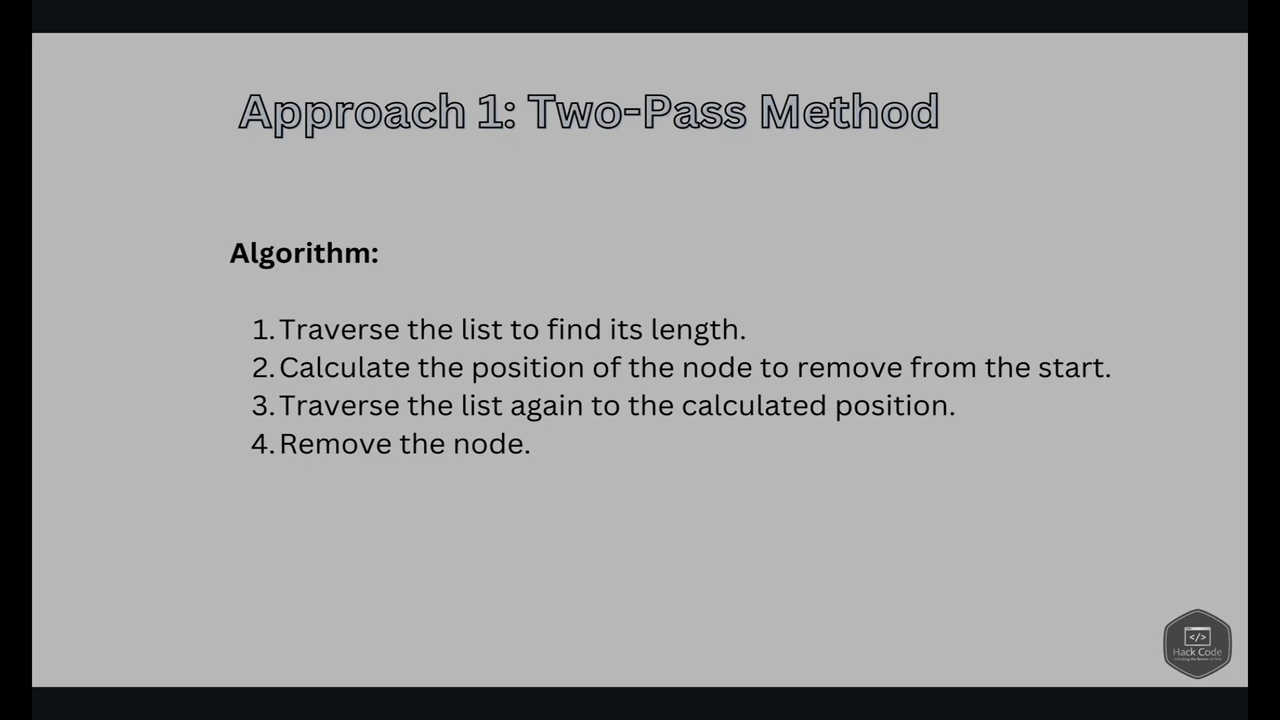 Approach 1: Two-Pass Method
Algorithm:
1. Traverse the list to find its length.
2. Calculate the position of the node to remove from the start.
3. Traverse the list again to the calculated position.
4. Remove the node.
</>
Hack Code